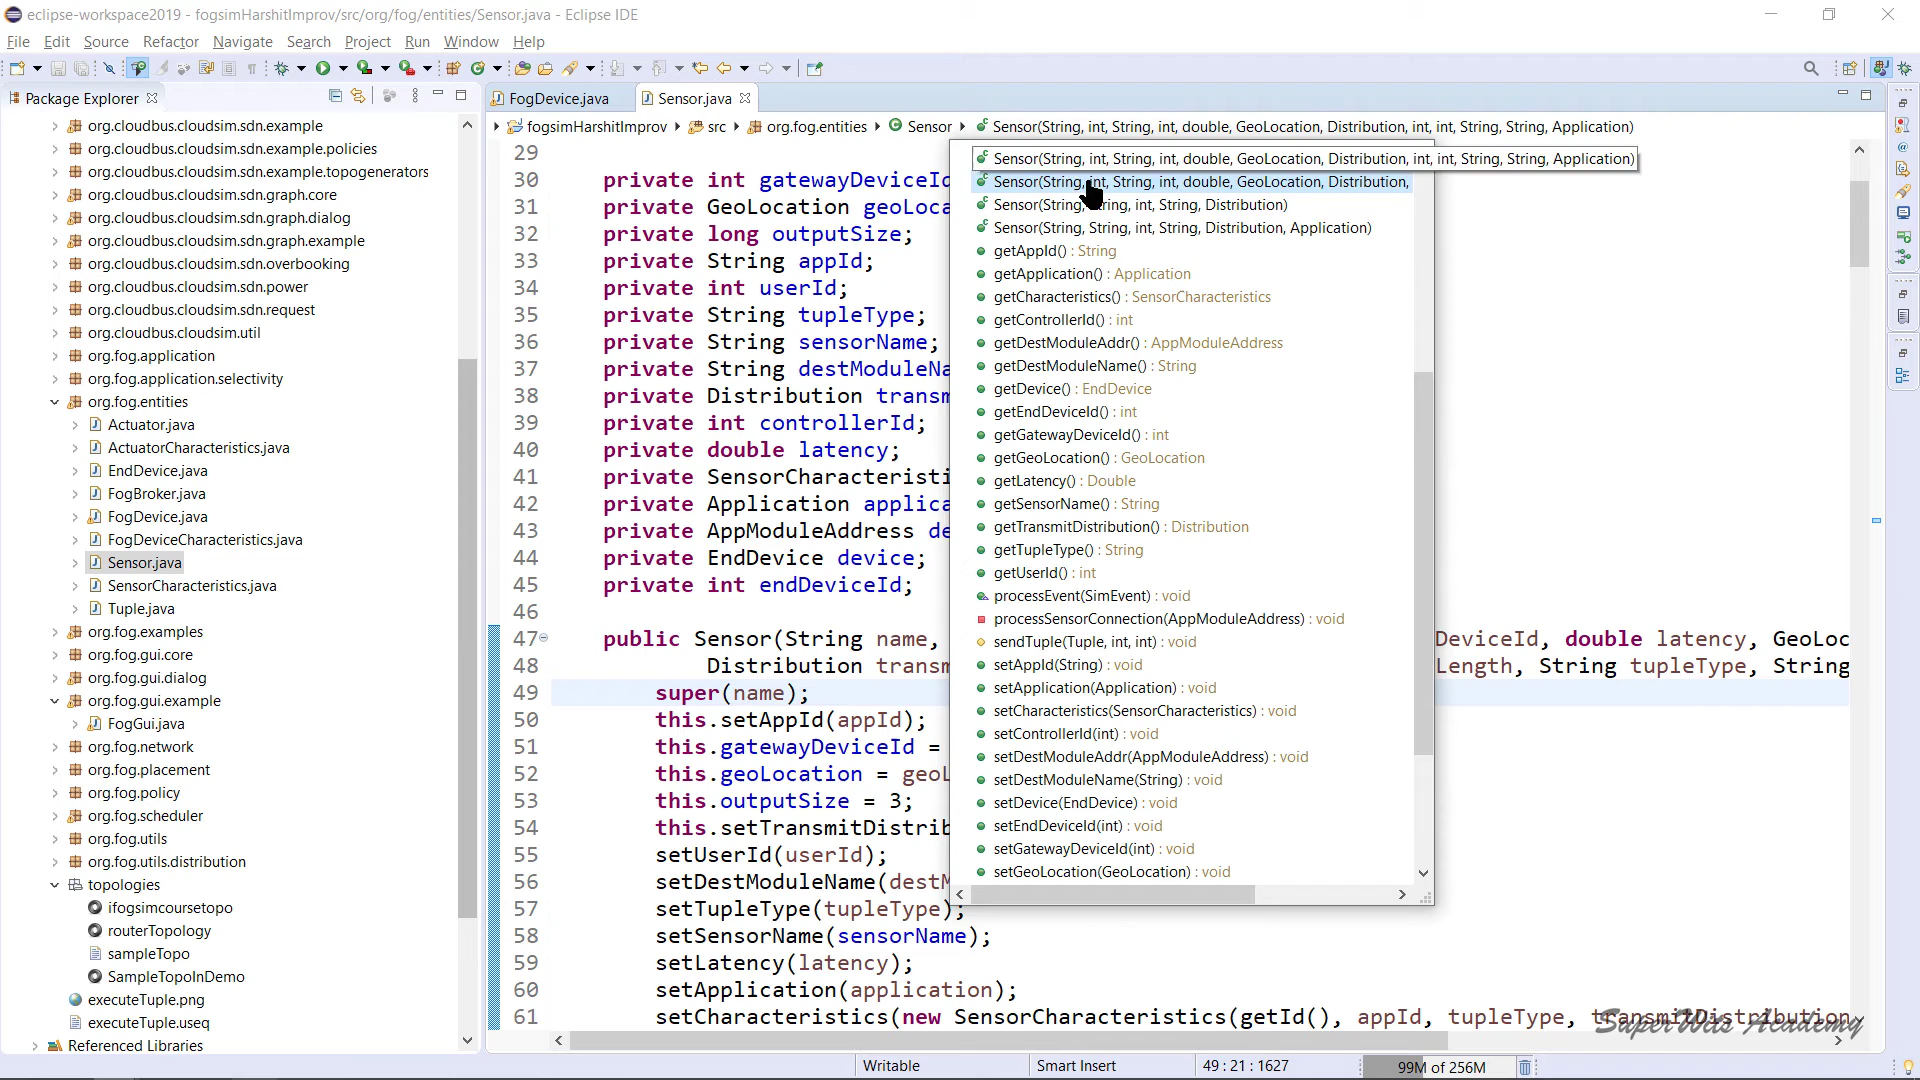 eclipse-workspace2019 - fogsimHarshitImprov/src/org/fog/entities/Sensor.java - Eclipse IDE
File Edit Source Refactor Navigate Search Project Run Window Help
Package Explorer
FogDevice.java
Sensor.java
fogsimHarshitImprov src org.fog.entities Sensor Sensor(String, int, String, int, double, GeoLocation, Distribution, int, int, String, String, Application)
org.cloudbus.cloudsim.sdn.example
org.cloudbus.cloudsim.sdn.example.policies
org.cloudbus.cloudsim.sdn.example.topogenerators
org.cloudbus.cloudsim.sdn.graph.core
org.cloudbus.cloudsim.sdn.graph.dialog
org.cloudbus.cloudsim.sdn.graph.example
org.cloudbus.cloudsim.sdn.overbooking
org.cloudbus.cloudsim.sdn.power
org.cloudbus.cloudsim.sdn.request
org.cloudbus.cloudsim.util
org.fog.application
org.fog.application.selectivity
org.fog.entities
Actuator.java
ActuatorCharacteristics.java
EndDevice.java
FogBroker.java
FogDevice.java
FogDeviceCharacteristics.java
Sensor.java
SensorCharacteristics.java
Tuple.java
org.fog.examples
org.fog.gui.core
org.fog.gui.dialog
org.fog.gui.example
FogGui.java
org.fog.network
org.fog.placement
org.fog.policy
org.fog.scheduler
org.fog.utils
org.fog.utils.distribution
topologies
ifogsimcoursetopo
routerTopology
sampleTopo
SampleTopoInDemo
executeTuple.png
executeTuple.useq
Referenced Libraries
29
30 private int gatewayDeviceId
31 private GeoLocation geoLoca
32 private long outputSize;
33 private String appId;
34 private int userId;
35 private String tupleType;
36 private String sensorName;
37 private String destModuleNa
38 private Distribution transm
39 private int controllerId;
40 private double latency;
41 private SensorCharacteristi
42 private Application applica
43 private AppModuleAddress de
44 private EndDevice device;
45 private int endDeviceId;
46
47 public Sensor(String name, DeviceId, double latency, GeoLoc
48 Distribution transm Length, String tupleType, String
49 super(name);
50 this.setAppId(appId);
51 this.gatewayDeviceId =
52 this.geoLocation = geoL
53 this.outputSize = 3;
54 this.setTransmitDistrib
55 setUserId(userId);
56 setDestModuleName(destM
57 setTupleType(tupleType);
58 setSensorName(sensorName);
59 setLatency(latency);
60 setApplication(application);
61 setCharacteristics(new SensorCharacteristics(getId(), appId, tupleType, transmitDistribution,
Sensor(String, int, String, int, double, GeoLocation, Distribution, int, int, String, String, Application)
Sensor(String, int, String, int, double, GeoLocation, Distribution,
Sensor(String, String, int, String, Distribution)
Sensor(String, String, int, String, Distribution, Application)
getAppId() : String
getApplication() : Application
getCharacteristics() : SensorCharacteristics
getControllerId() : int
getDestModuleAddr() : AppModuleAddress
getDestModuleName() : String
getDevice() : EndDevice
getEndDeviceId() : int
getGatewayDeviceId() : int
getGeoLocation() : GeoLocation
getLatency() : Double
getSensorName() : String
getTransmitDistribution() : Distribution
getTupleType() : String
getUserId() : int
processEvent(SimEvent) : void
processSensorConnection(AppModuleAddress) : void
sendTuple(Tuple, int, int) : void
setAppId(String) : void
setApplication(Application) : void
setCharacteristics(SensorCharacteristics) : void
setControllerId(int) : void
setDestModuleAddr(AppModuleAddress) : void
setDestModuleName(String) : void
setDevice(EndDevice) : void
setEndDeviceId(int) : void
setGatewayDeviceId(int) : void
setGeoLocation(GeoLocation) : void
SuperWits Academy
Writable Smart Insert 49 : 21 : 1627 99M of 256M